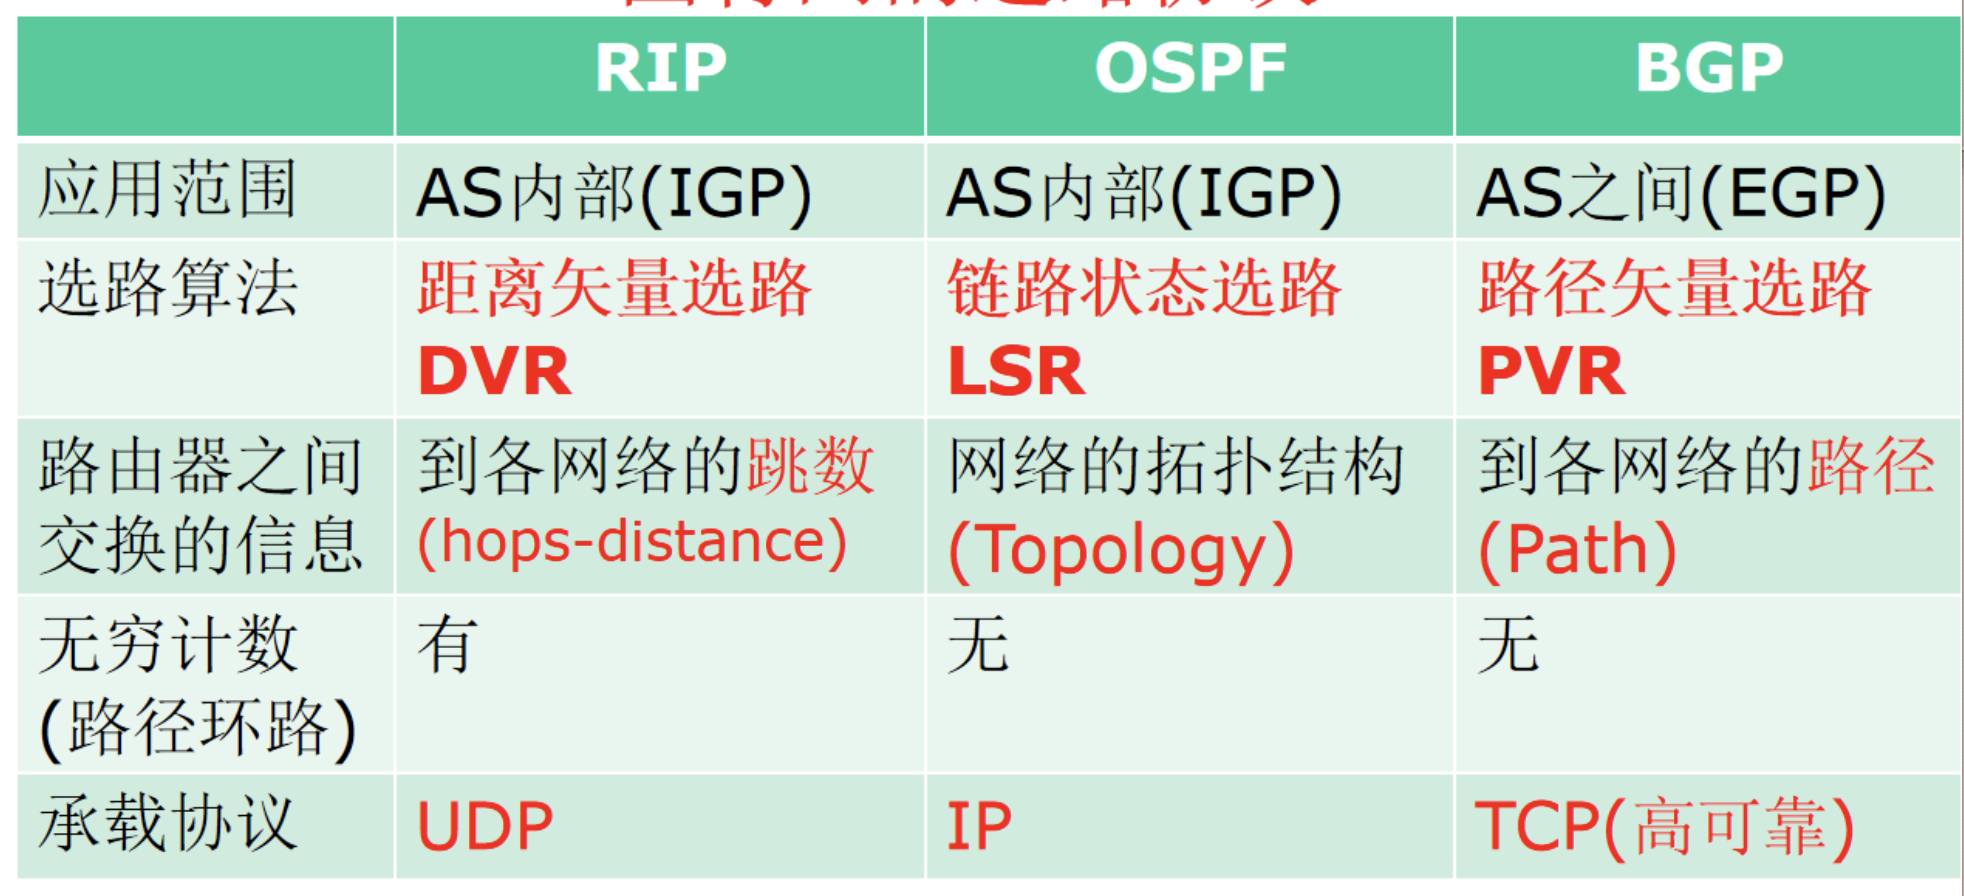 RIP OSPF BGP
应用范围 AS内部(IGP) AS内部(IGP) AS之间(EGP)
选路算法 距离矢量选路 链路状态选路 路径矢量选路
DVR LSR PVR
路由器之间 到各网络的跳数 网络的拓扑结构 到各网络的路径
交换的信息 (hops-distance) (Topology) (Path)
无穷计数 有 无 无
(路径环路)
承载协议 UDP IP TCP(高可靠)